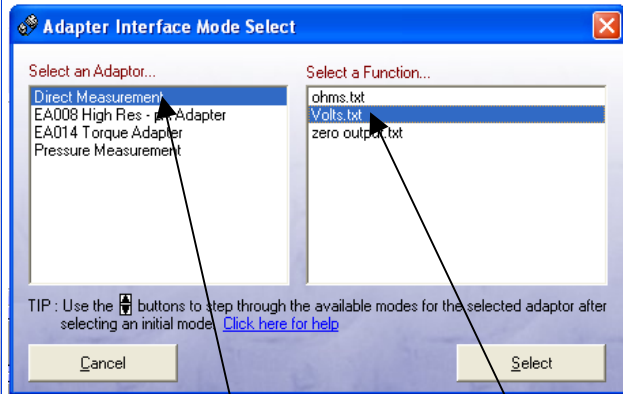 Adapter Interface Mode Select
Select an Adaptor...
Direct Measurement
EA008 High Res - Adapter
EA014 Torque Adapter
Pressure Measurement
Select a Function...
ohms.txt
Volts.txt
zero output.txt
TIP : Use the buttons to step through the available modes for the selected adaptor after
selecting an initial mode. Click here for help
Cancel
Select